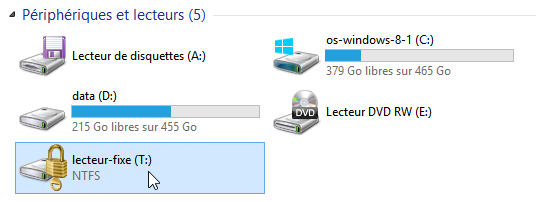 Périphériques et lecteurs (5)
Lecteur de disquettes (A:)
os-windows-8-1 (C:)
379 Go libres sur 465 Go
data (D:)
215 Go libres sur 455 Go
DVD
Lecteur DVD RW (E:)
lecteur-fixe (T:)
NTFS